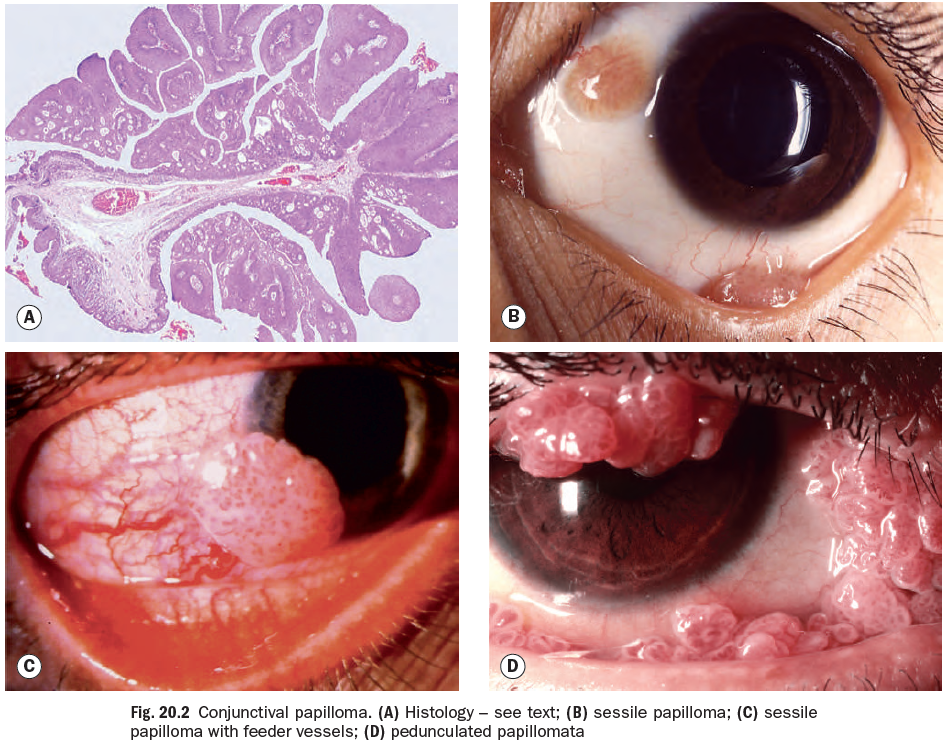 A
B
C
D
Fig. 20.2 Conjunctival papilloma. (A) Histology – see text; (B) sessile papilloma; (C) sessile
papilloma with feeder vessels; (D) pedunculated papillomata